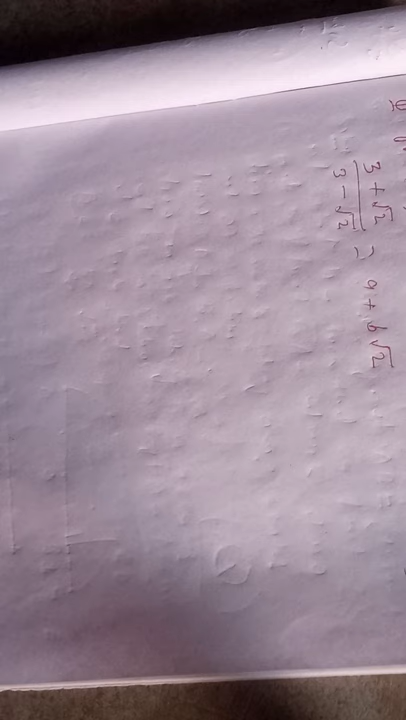 3 + √2
3 - √2 = a + b √2